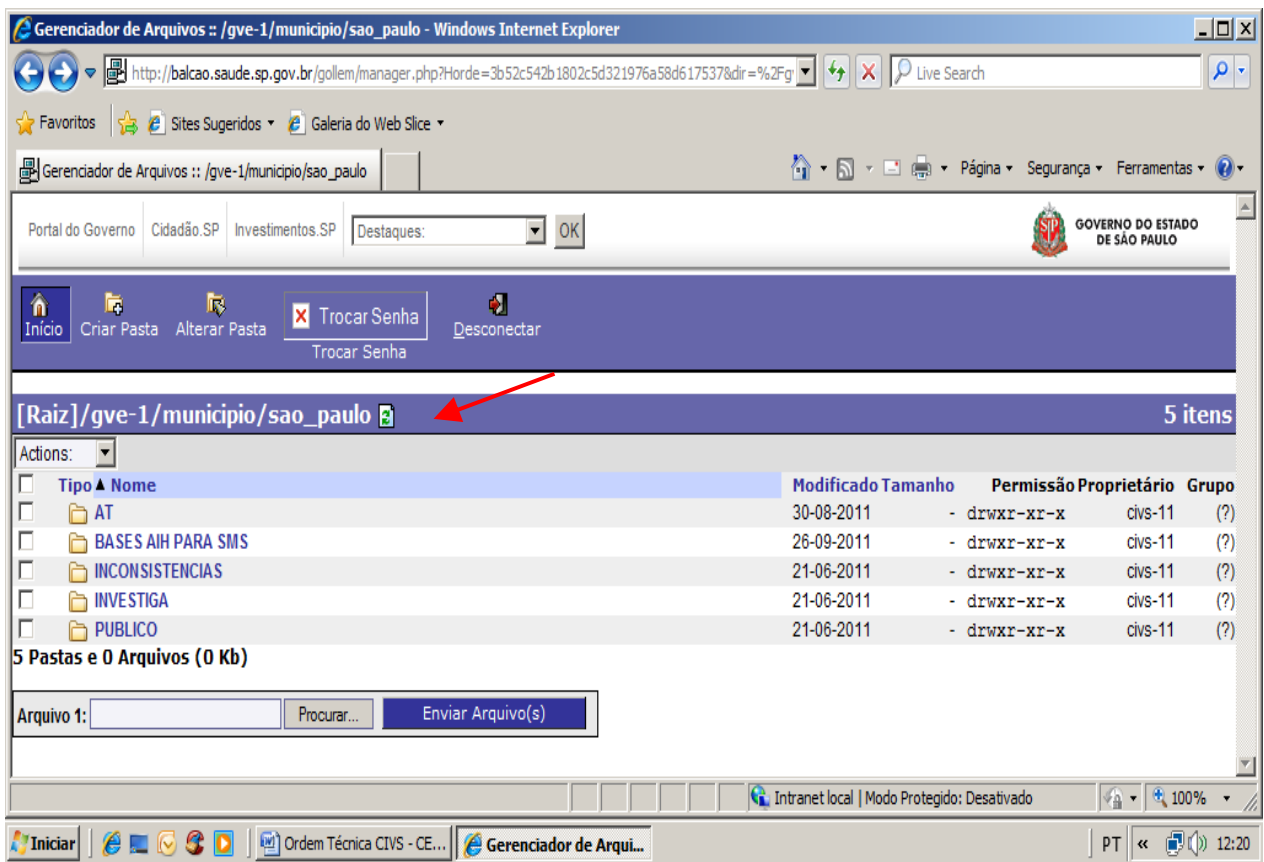 Gerenciador de Arquivos :: /gve-1/municipio/sao_paulo - Windows Internet Explorer
http://balcao.saude.sp.gov.br/gollem/manager.php?Horde=3b52c542b1802c5d321976a58d617537&dir=%2Fg
Live Search
Favoritos Sites Sugeridos Galeria do Web Slice
Gerenciador de Arquivos :: /gve-1/municipio/sao_paulo
Página Segurança Ferramentas
Portal do Governo Cidadão.SP Investimentos.SP Destaques: OK
GOVERNO DO ESTADO
DE SÃO PAULO
Início Criar Pasta Alterar Pasta Trocar Senha Desconectar
Trocar Senha
[Raiz]/gve-1/municipio/sao_paulo 5 itens
Actions:
Tipo Nome Modificado Tamanho Permissão Proprietário Grupo
AT 30-08-2011 - drwxr-xr-x civs-11 (?)
BASES AIH PARA SMS 26-09-2011 - drwxr-xr-x civs-11 (?)
INCONSISTENCIAS 21-06-2011 - drwxr-xr-x civs-11 (?)
INVESTIGA 21-06-2011 - drwxr-xr-x civs-11 (?)
PUBLICO 21-06-2011 - drwxr-xr-x civs-11 (?)
5 Pastas e 0 Arquivos (0 Kb)
Arquivo 1: Procurar... Enviar Arquivo(s)
Intranet local | Modo Protegido: Desativado 100%
Iniciar Ordem Técnica CIVS - CE... Gerenciador de Arqui... PT « 12:20